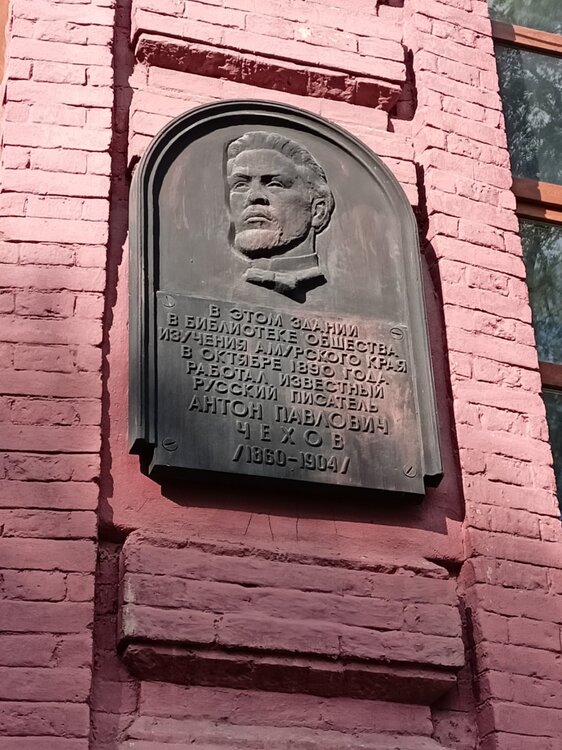 В ЭТОМ ЗДАНИИ
В БИБЛИОТЕКЕ ОБЩЕСТВА
ИЗУЧЕНИЯ АМУРСКОГО КРАЯ
В ОКТЯБРЕ 1890 ГОДА
РАБОТАЛ ИЗВЕСТНЫЙ
РУССКИЙ ПИСАТЕЛЬ
АНТОН ПАВЛОВИЧ
ЧЕХОВ
/1860-1904/